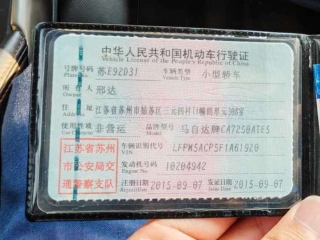 中华人民共和国机动车行驶证
Vehicle License of the People's Republic of China
号牌号码 苏E92D31 车辆类型 小型轿车
Plate No. Vehicle Type
所有人 邢达
Owner
住址 江苏省苏州市
Address
使用性质 非营运 品牌型号 马自达牌CA7250ATE5
Model
江苏省苏州
市公安局交
通警察支队
车辆识别代号 LFPM5ACP5F1A61920
VIN
发动机号码 10204942
Engine No.
注册日期 2015-09-07 发证日期 2015-09-07
Register Date Issue Date